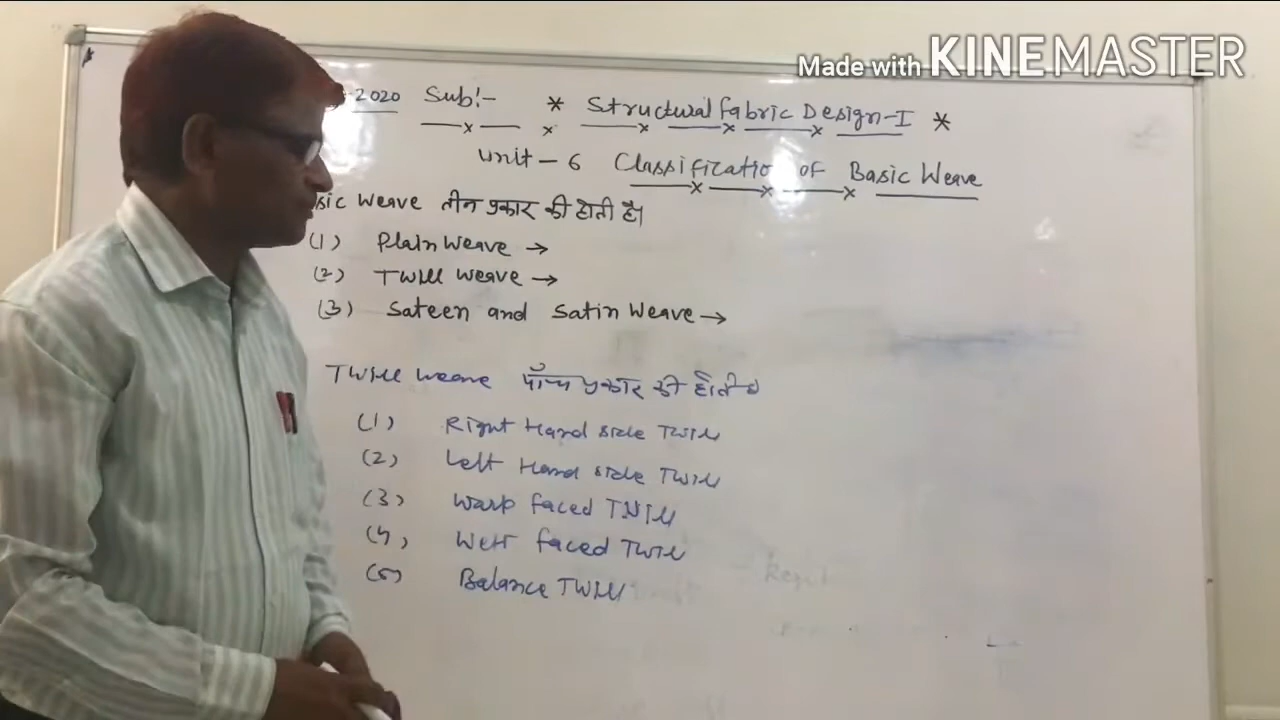 Made with KINEMASTER
2020 Sub:- * Structural Fabric Design-I *
Unit - 6 Classification of Basic Weave
sic Weave तीन प्रकार की होती है।
(1) Plain Weave →
(2) Twill Weave →
(3) Sateen and Satin Weave →
Twill Weave पाँच प्रकार की होती है
(1) Right Hand side Twill
(2) Left Hand side Twill
(3) Warp faced Twill
(4) Weft faced Twill
(5) Balance Twill